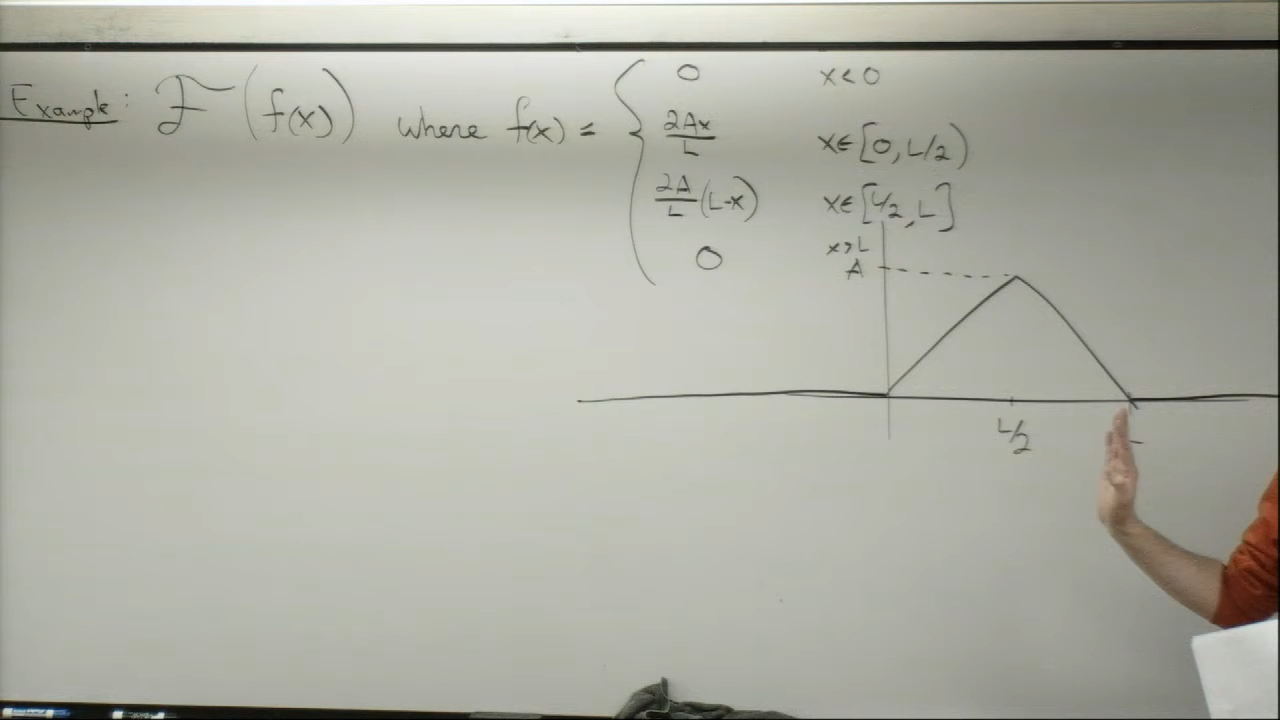 Example: F(f(x)) where f(x) = { 0 x<0
2Ax/L x∈[0, L/2)
2A/L (L-x) x∈[L/2, L]
0 x>L
A
L/2